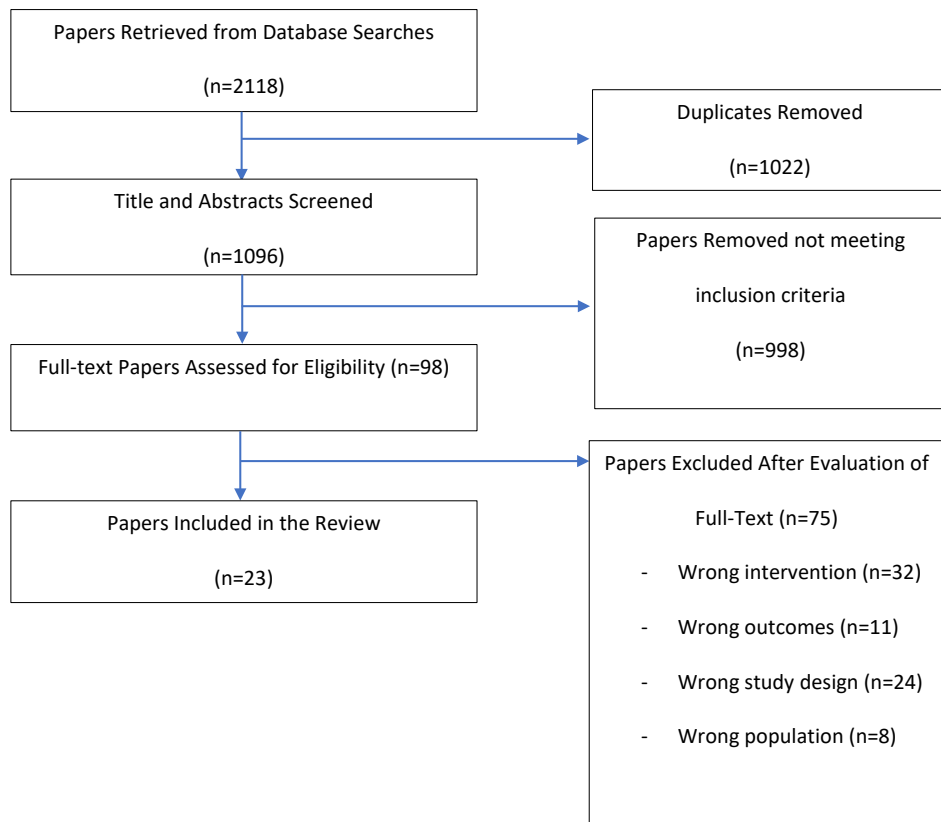 Papers Retrieved from Database Searches
(n=2118)
Duplicates Removed
(n=1022)
Title and Abstracts Screened
(n=1096)
Papers Removed not meeting
inclusion criteria
(n=998)
Full-text Papers Assessed for Eligibility (n=98)
Papers Excluded After Evaluation of
Full-Text (n=75)
- Wrong intervention (n=32)
- Wrong outcomes (n=11)
- Wrong study design (n=24)
- Wrong population (n=8)
Papers Included in the Review
(n=23)